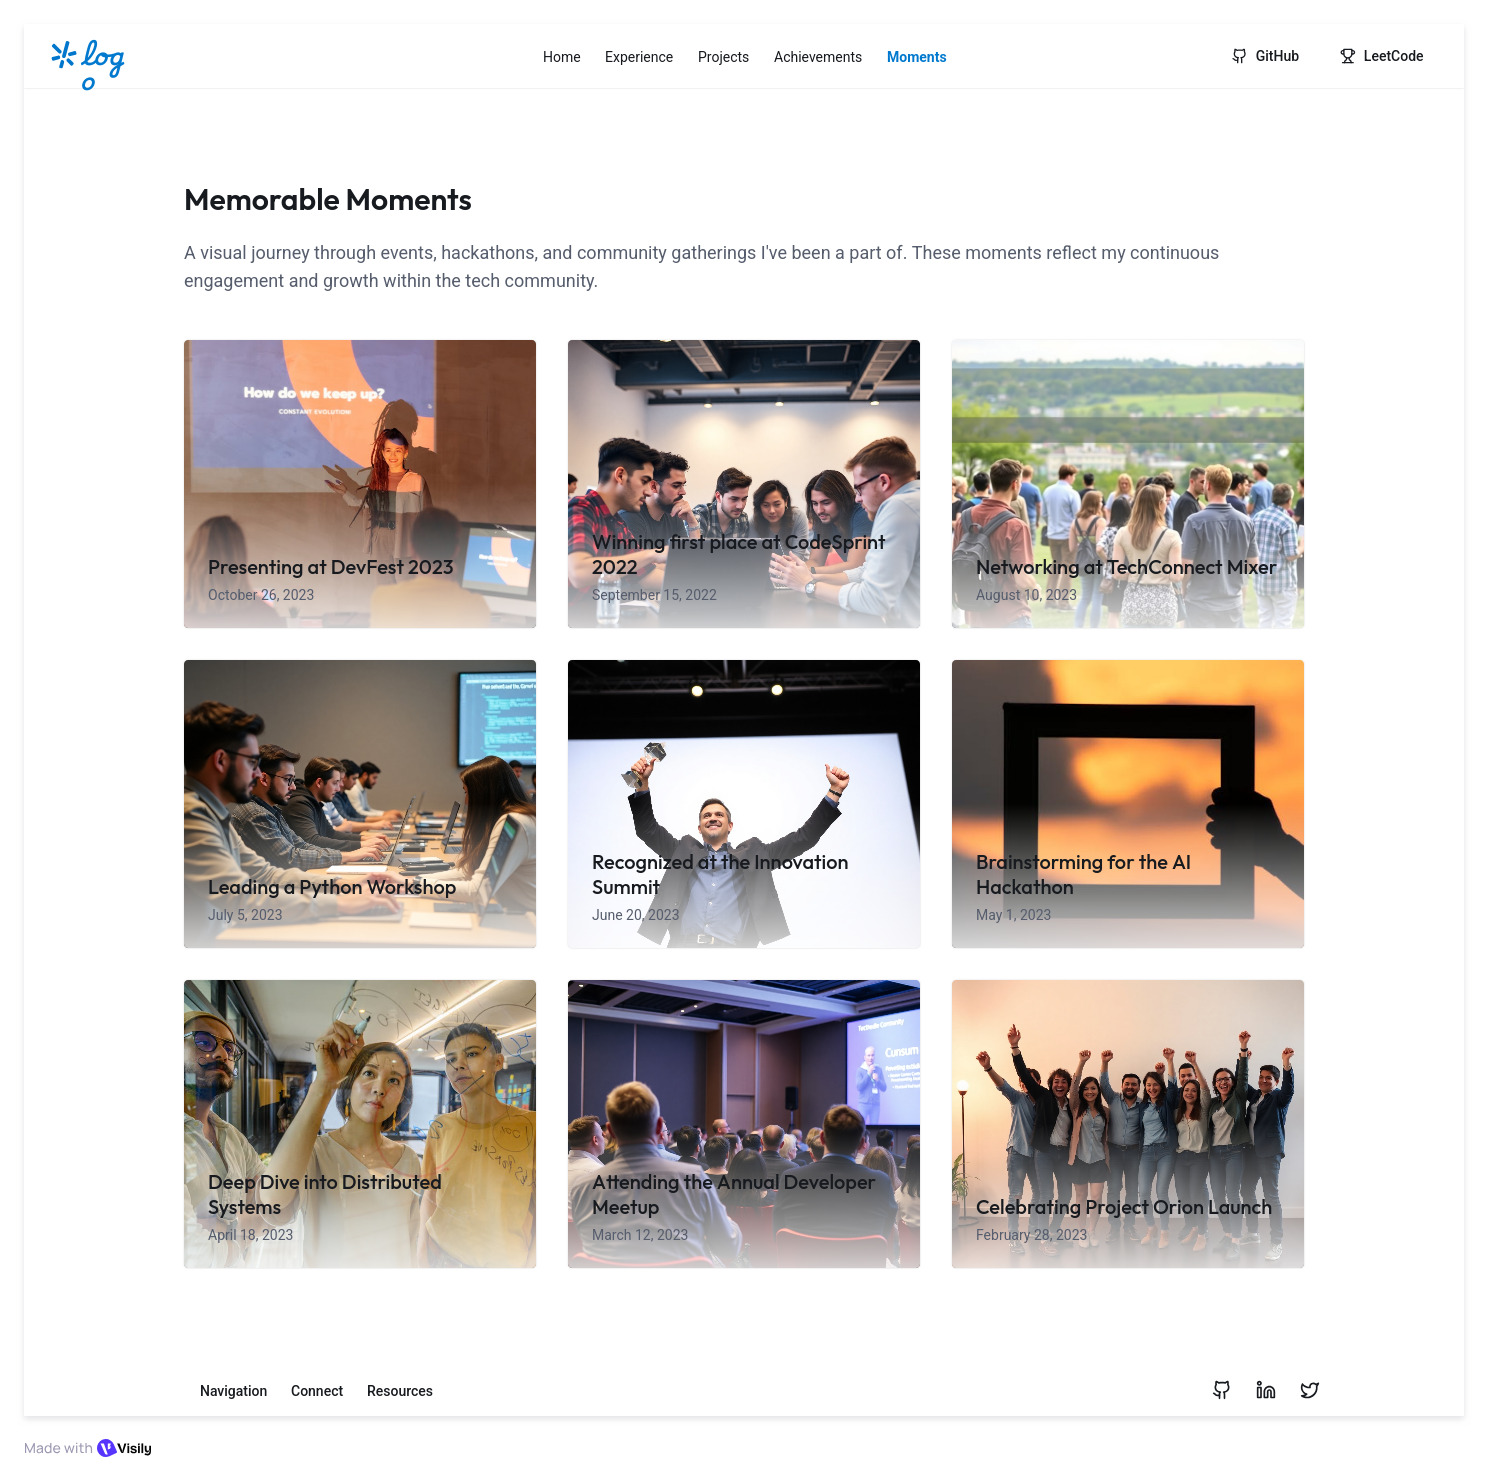 log
o
Home Experience Projects Achievements Moments
GitHub LeetCode
Memorable Moments
A visual journey through events, hackathons, and community gatherings I've been a part of. These moments reflect my continuous
engagement and growth within the tech community.
How do we keep up?
CONSTANT EVOLUTION!
Presenting at DevFest 2023
October 26, 2023
Winning first place at CodeSprint
2022
September 15, 2022
Networking at TechConnect Mixer
August 10, 2023
Leading a Python Workshop
July 5, 2023
Recognized at the Innovation
Summit
June 20, 2023
Brainstorming for the AI
Hackathon
May 1, 2023
Deep Dive into Distributed
Systems
April 18, 2023
Cunsum
Attending the Annual Developer
Meetup
March 12, 2023
Celebrating Project Orion Launch
February 28, 2023
Navigation Connect Resources
Made with Visily